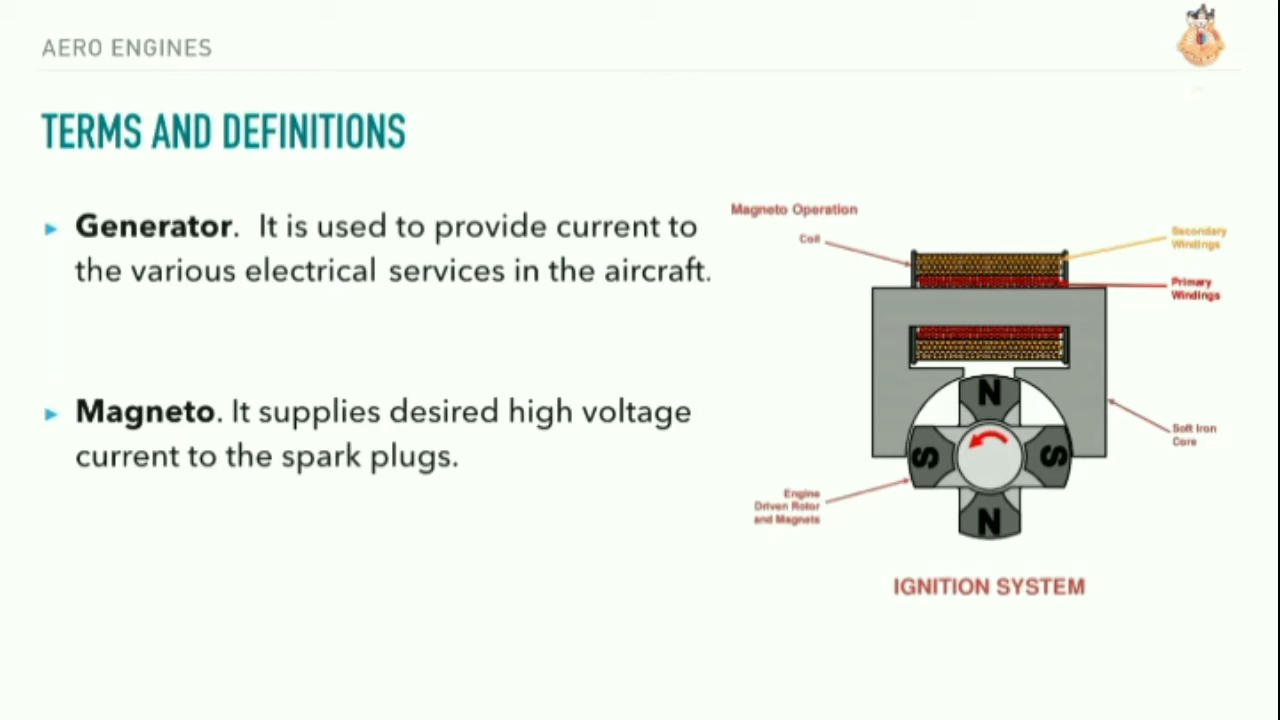 AERO ENGINES
TERMS AND DEFINITIONS
▸ Generator. It is used to provide current to
the various electrical services in the aircraft.
▸ Magneto. It supplies desired high voltage
current to the spark plugs.
Magneto Operation
Coil
Secondary
Windings
Primary
Windings
N
S
S
N
Soft Iron
Core
Engine
Driven Rotor
and Magnets
IGNITION SYSTEM